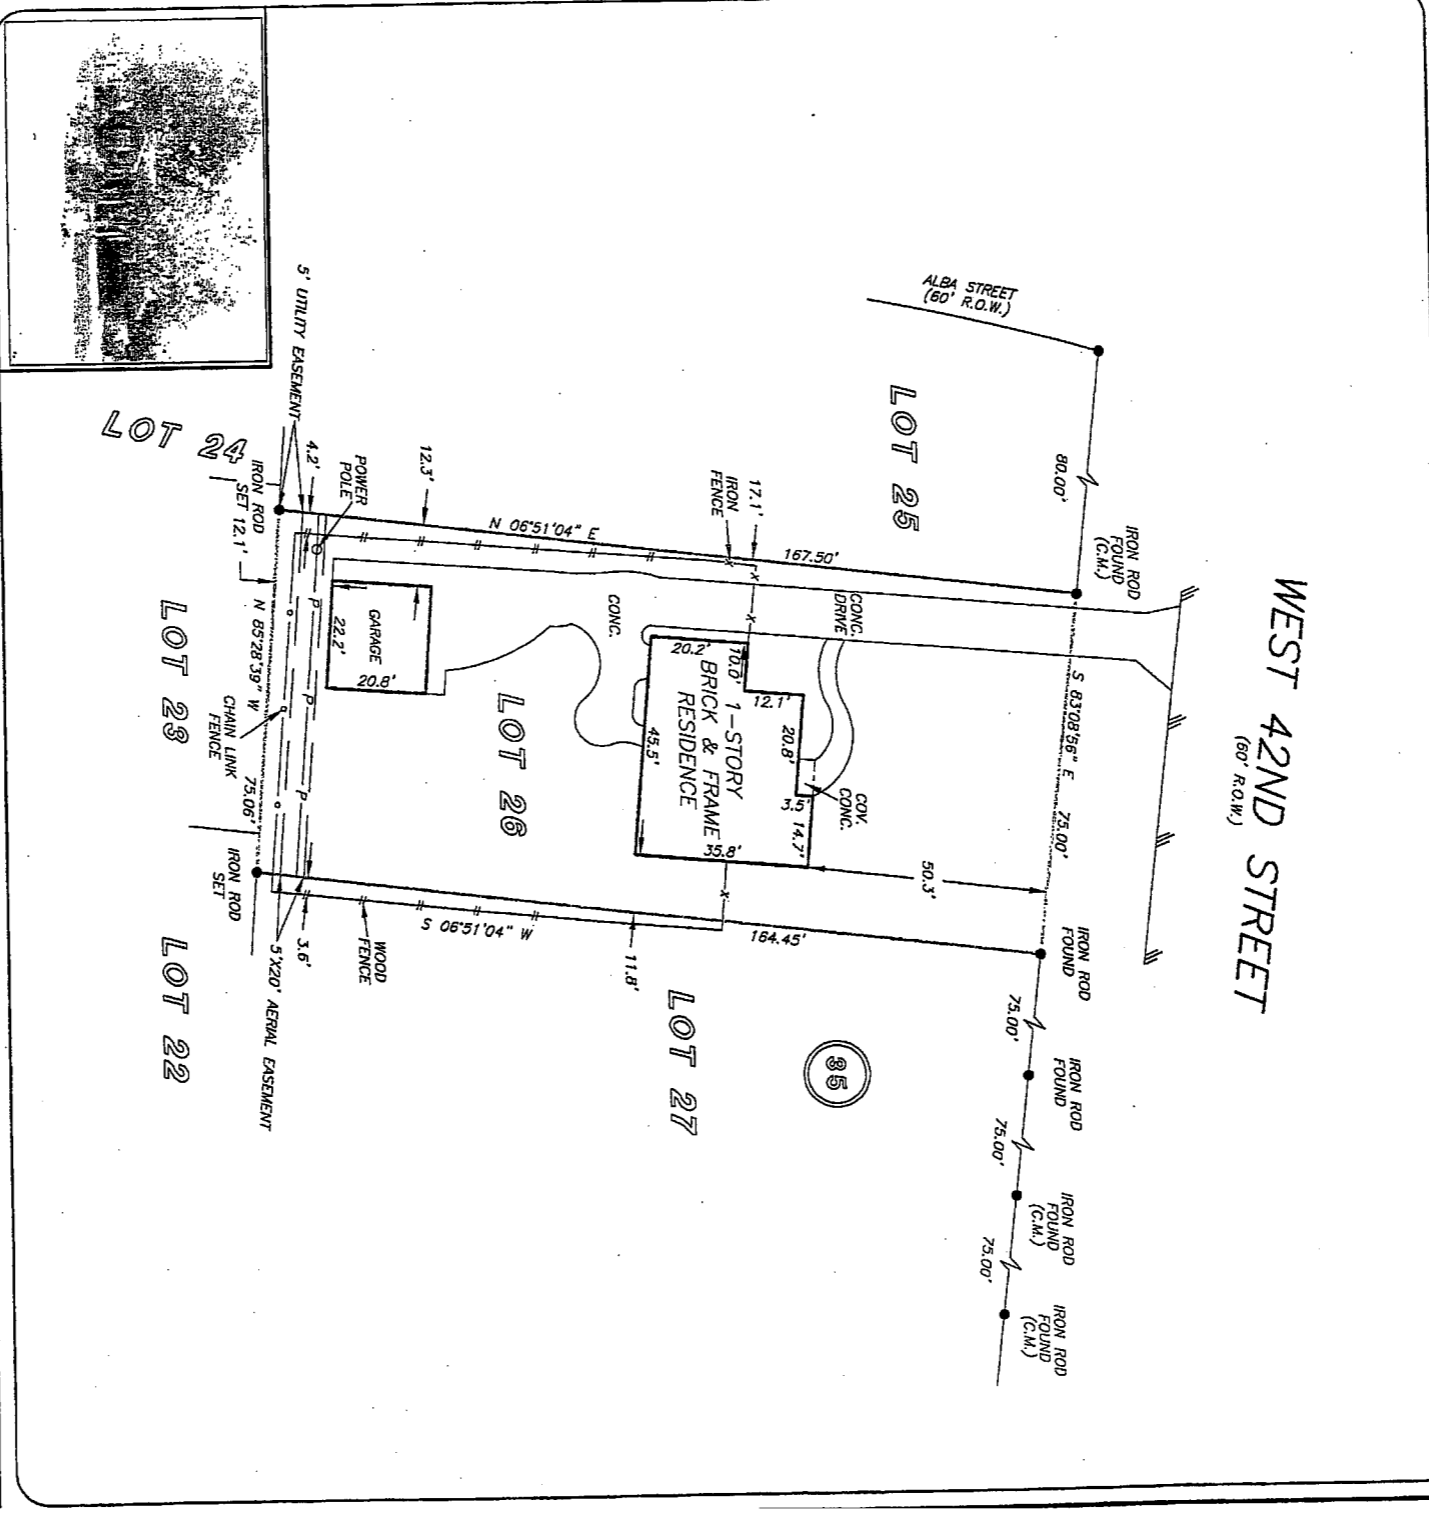 WEST 42ND STREET
(60' R.O.W.)
ALBA STREET
(60' R.O.W.)
80.00'
IRON ROD
FOUND
(C.M.)
S 83°08'56" E
75.00'
IRON ROD
FOUND
75.00'
IRON ROD
FOUND
75.00'
IRON ROD
FOUND
(C.M.)
75.00'
IRON ROD
FOUND
(C.M.)
LOT 25
CONC.
DRIVE
167.50'
17.1'
IRON
FENCE
N 06°51'04" E
12.3'
POWER
POLE
4.2'
5' UTILITY EASEMENT
LOT 24
IRON ROD
SET 12.1'
50.3'
COV.
CONC.
3.5'
14.7'
20.8'
12.1'
10.0'
20.2'
1-STORY
BRICK & FRAME
RESIDENCE
45.5'
35.8'
CONC.
LOT 26
GARAGE
22.2'
20.8'
P
P
P
164.45'
11.8'
S 06°51'04" W
WOOD
FENCE
3.6'
5'X20' AERIAL EASEMENT
LOT 27
35
N 85°28'39" W
75.06'
CHAIN LINK
FENCE
IRON ROD
SET
LOT 23
LOT 22